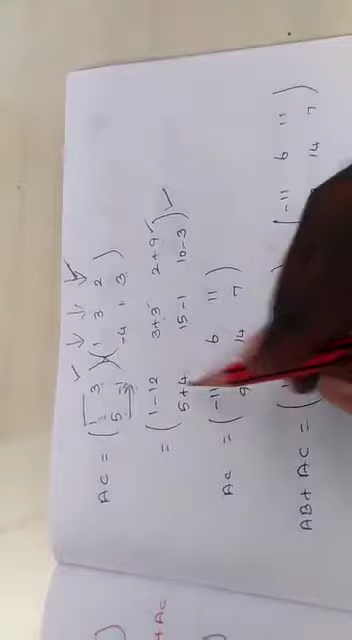 AC = ( 1 3
5 -1 ) ( 1 3 2
-4 1 3 )
= ( 1-12 3+3 2+9
5+4 15-1 10-3 )
AC = ( -11 6 11
9 14 7 )
AB + AC = ( ( -11 6 11
14 7 )
+ AC